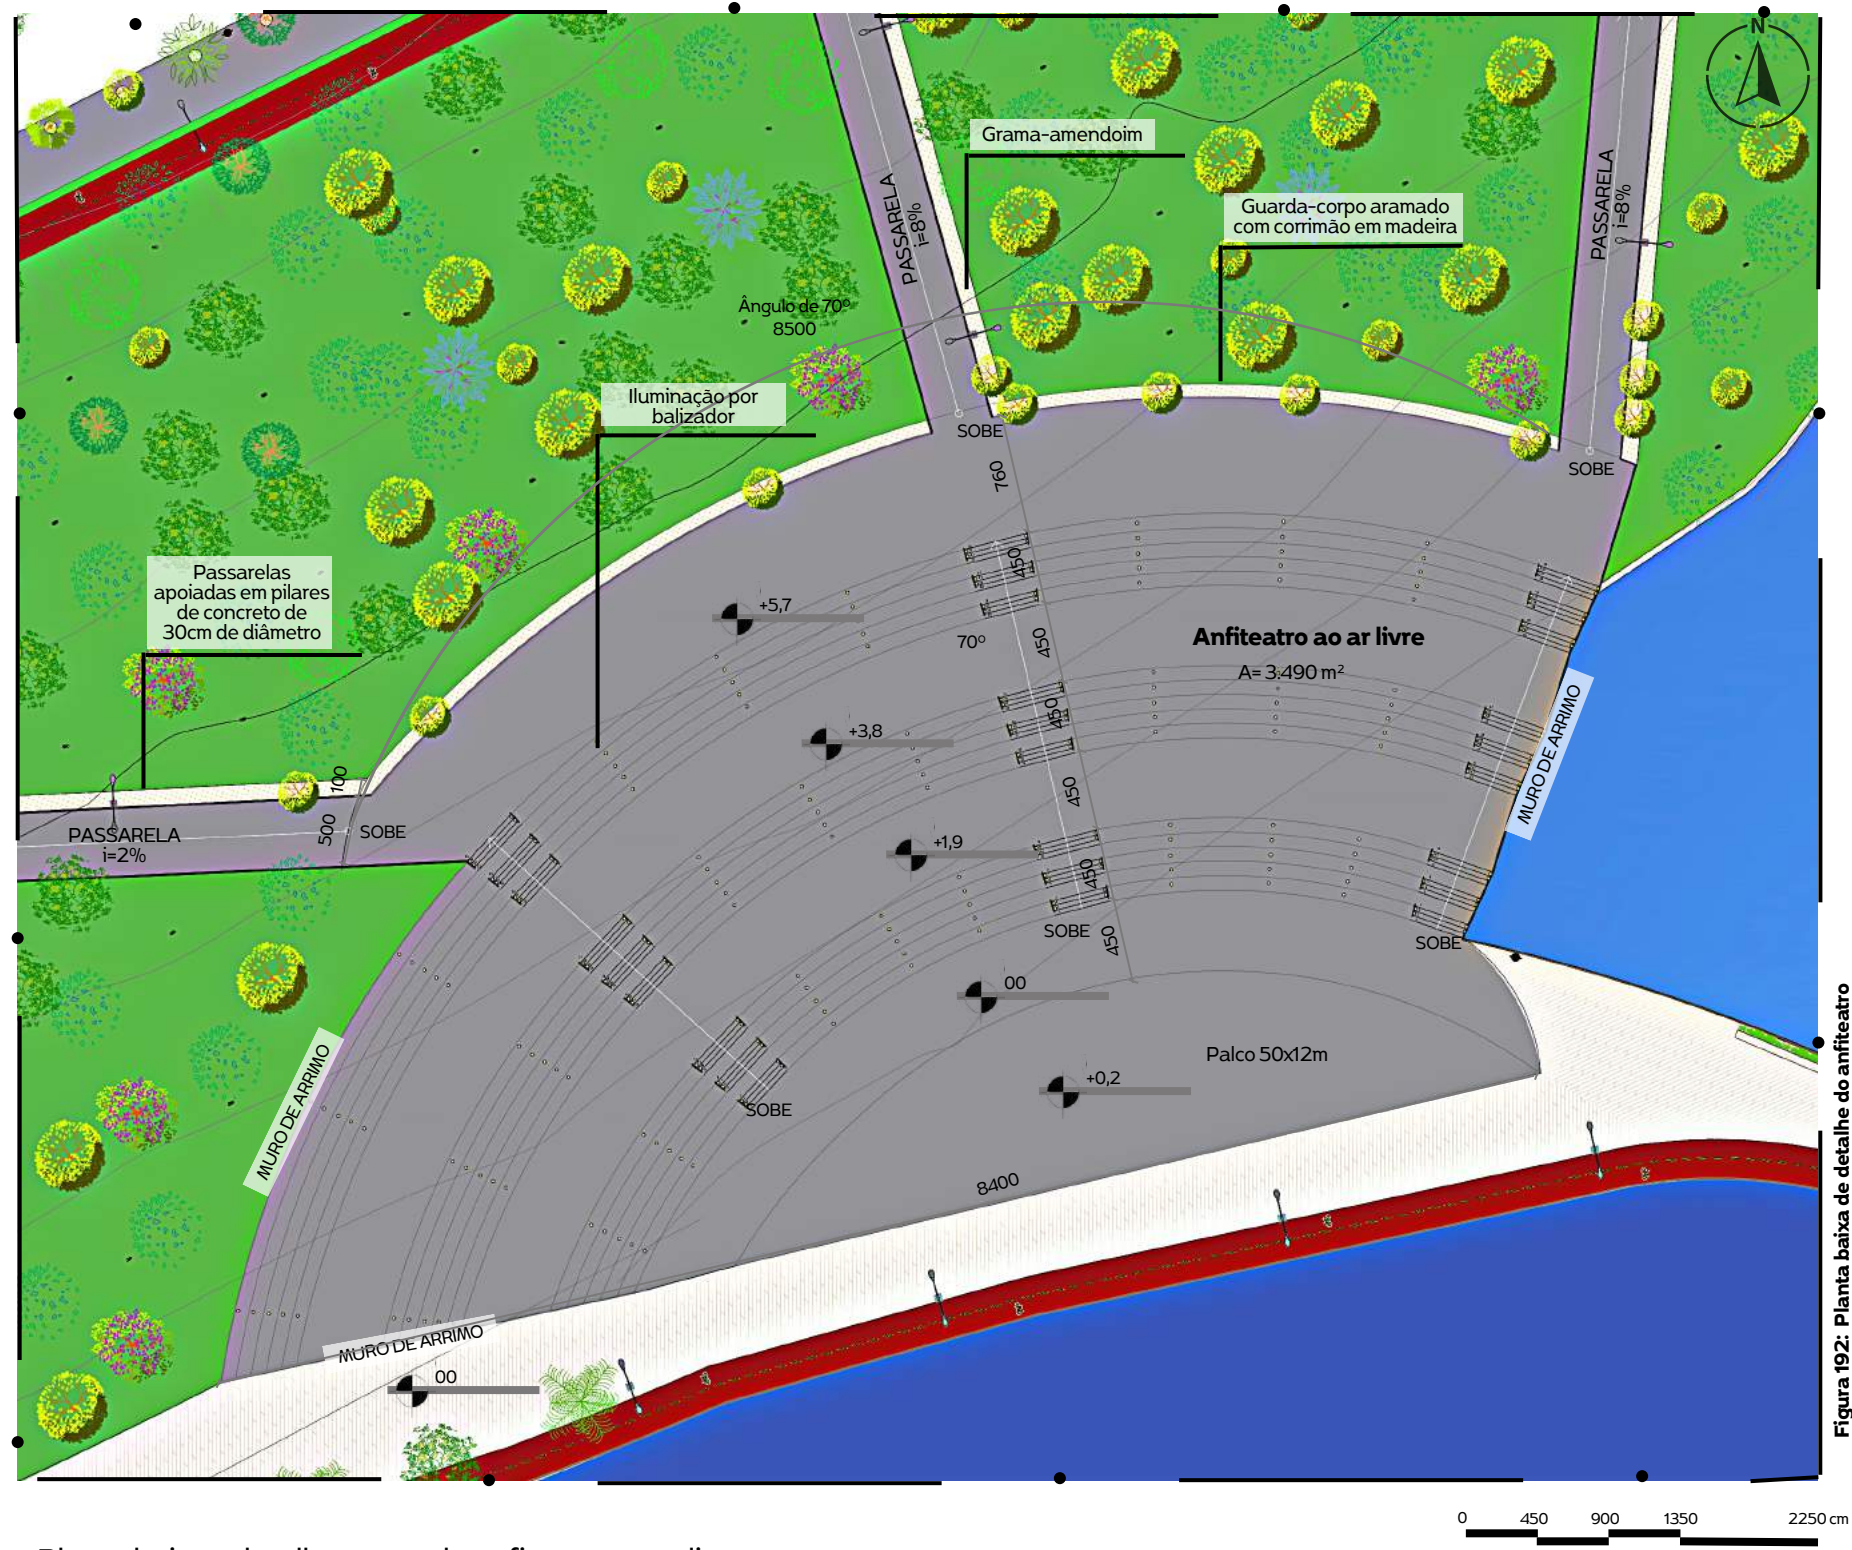 N
Grama-amendoim
Guarda-corpo aramado
com corrimão em madeira
PASSARELA
i=8%
PASSARELA
i=8%
Ângulo de 70º
8500
Iluminação por
balizador
SOBE
SOBE
760
Passarelas
apoiadas em pilares
de concreto de
30cm de diâmetro
450
+5,7
70º
450
Anfiteatro ao ar livre
A= 3.490 m²
MURO DE ARRIMO
+3,8
450
100
500
PASSARELA
i=2%
SOBE
450
+1,9
450
SOBE
450
SOBE
00
Palco 50x12m
+0,2
SOBE
MURO DE ARRIMO
8400
MURO DE ARRIMO
00
Figura 192: Planta baixa de detalhe do anfiteatro
0 450 900 1350 2250 cm